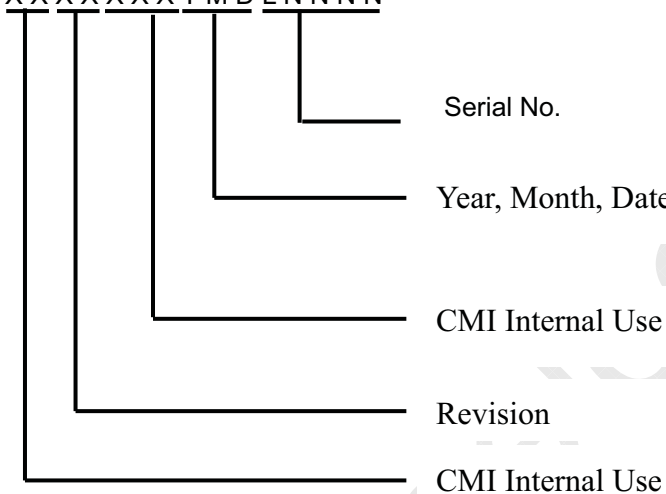 X X X X X X X Y M D L N N N N
Serial No.
Year, Month, Date
CMI Internal Use
Revision
CMI Internal Use